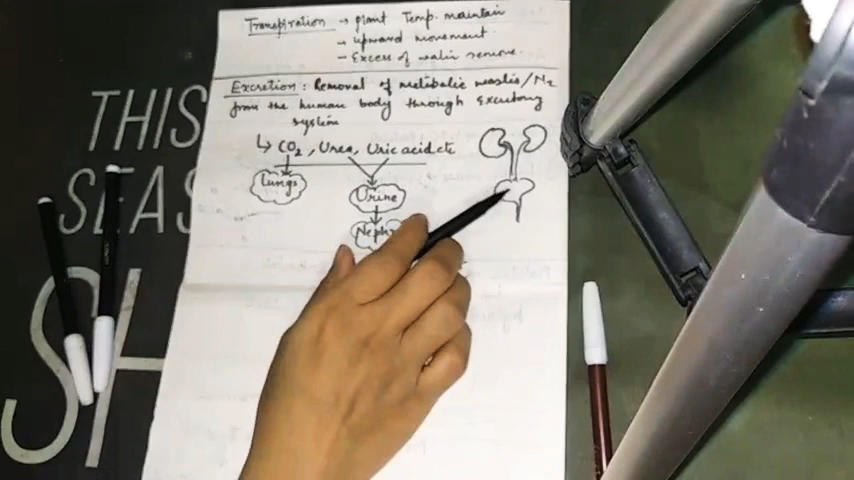 Transpiration → plant Temp. maintain
→ upward movement
- Excess of water remove
Excretion : Removal of metabolic wastes/N2
from the human body through Excretory
system
↳ CO2, Urea, Uric acid etc
Lungs
Urine
Neph
THIS
SEAS
SH